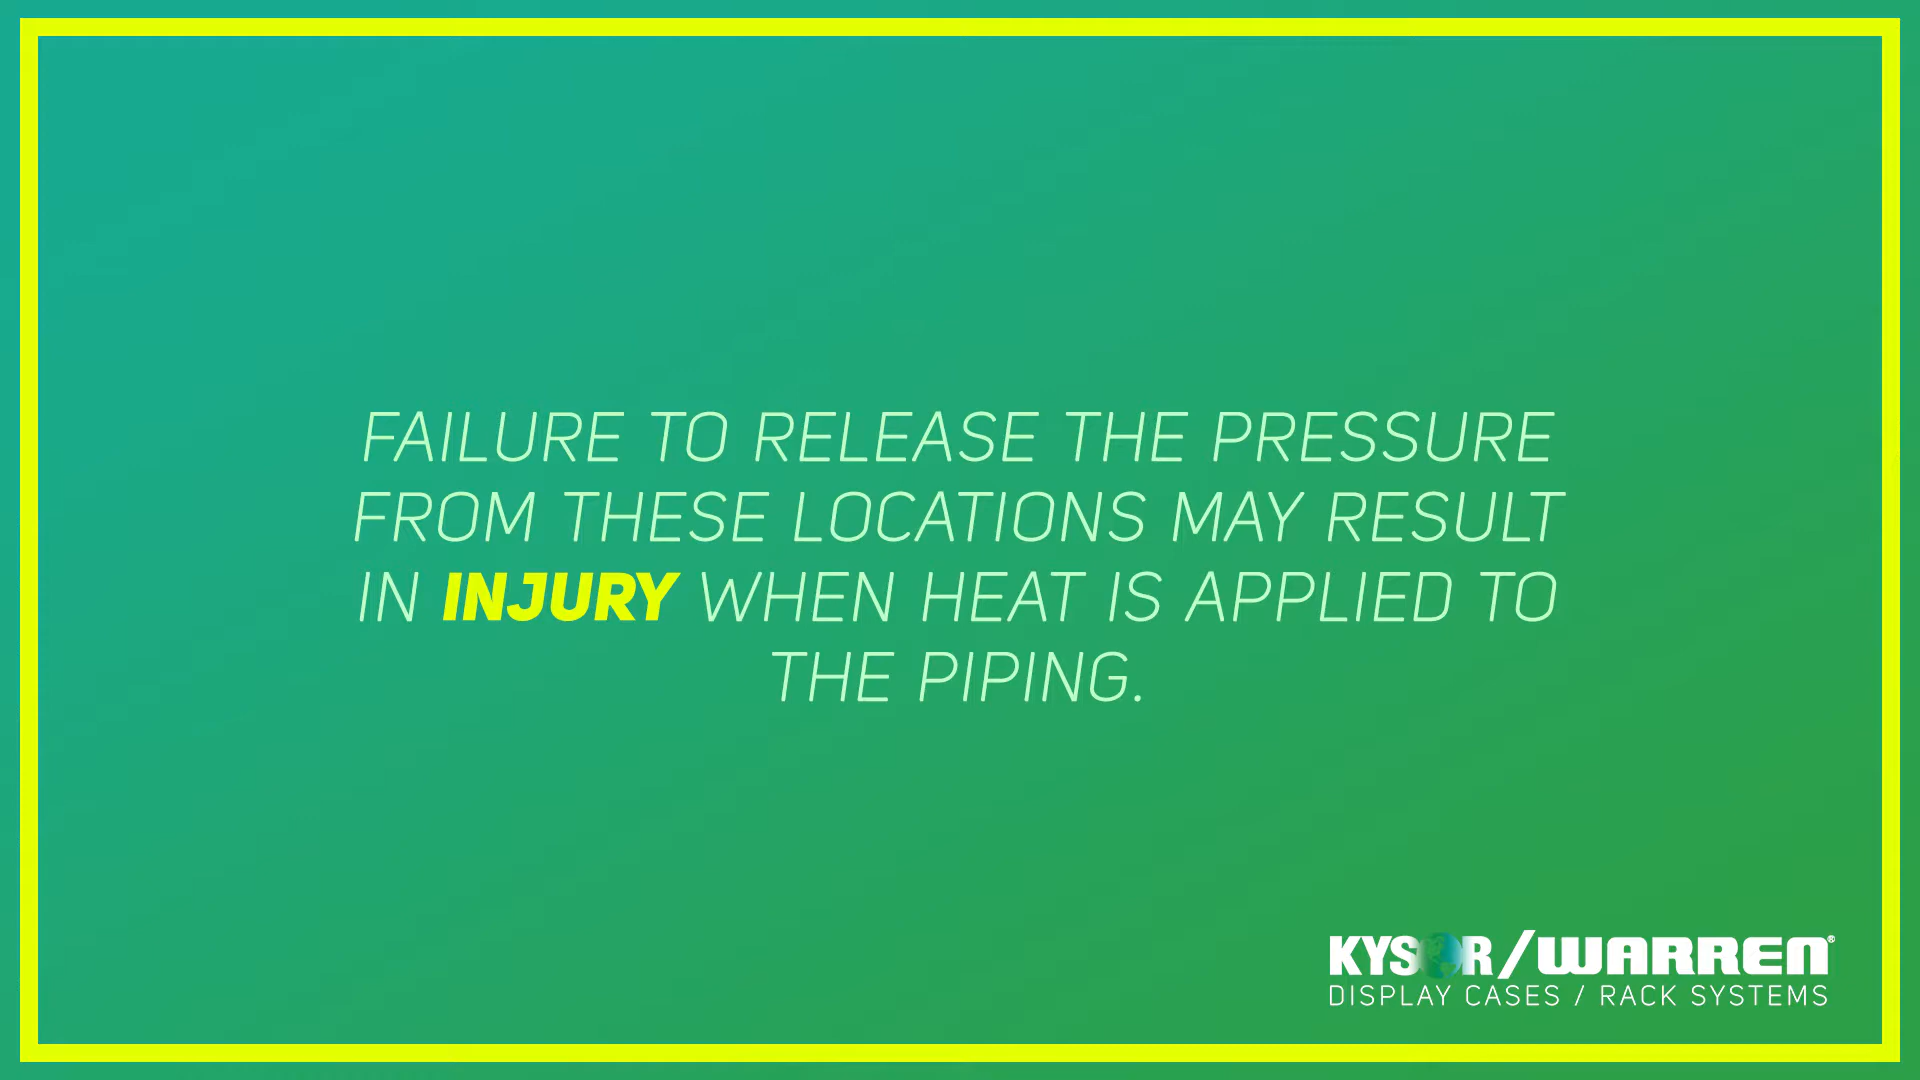 FAILURE TO RELEASE THE PRESSURE
FROM THESE LOCATIONS MAY RESULT
IN INJURY WHEN HEAT IS APPLIED TO
THE PIPING.
KYSOR/WARREN®
DISPLAY CASES / RACK SYSTEMS